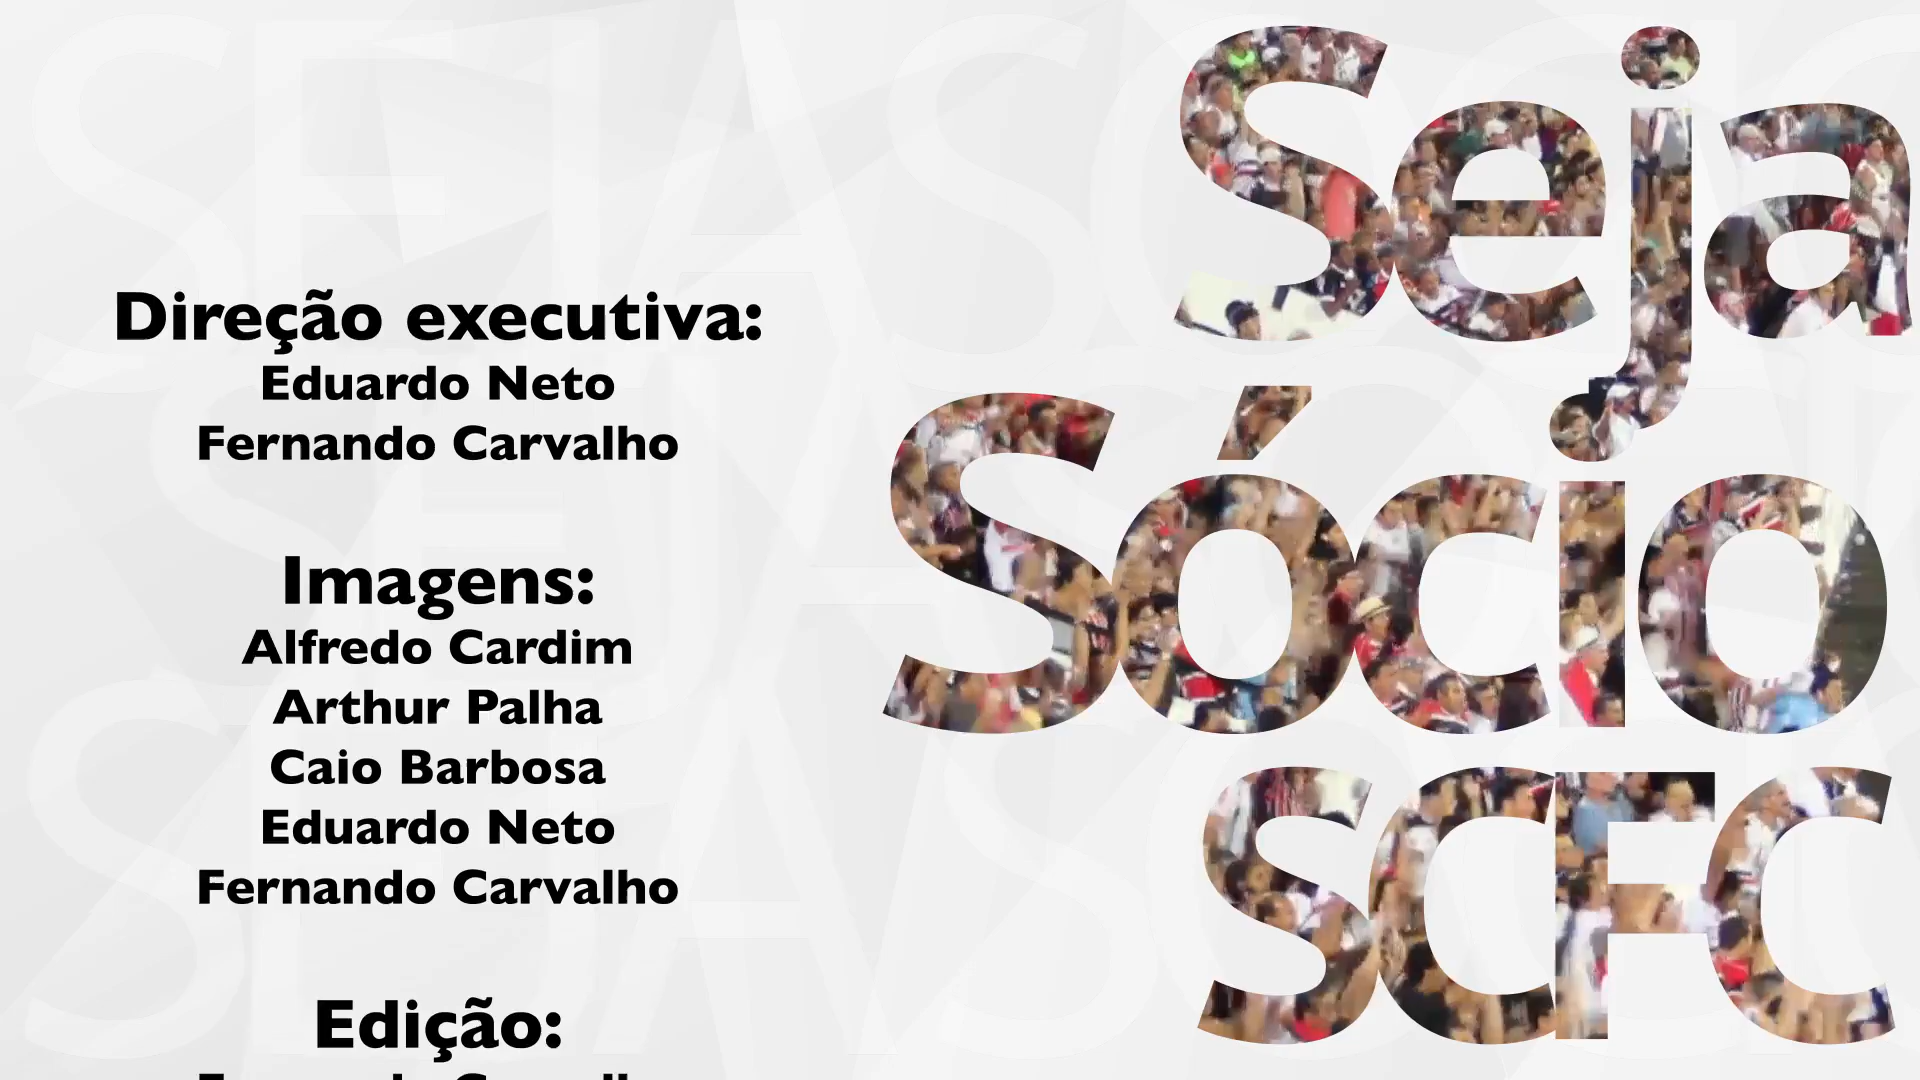 Direção executiva:
Eduardo Neto
Fernando Carvalho
Imagens:
Alfredo Cardim
Arthur Palha
Caio Barbosa
Eduardo Neto
Fernando Carvalho
Edição:
Seja
Sócio
SCFC